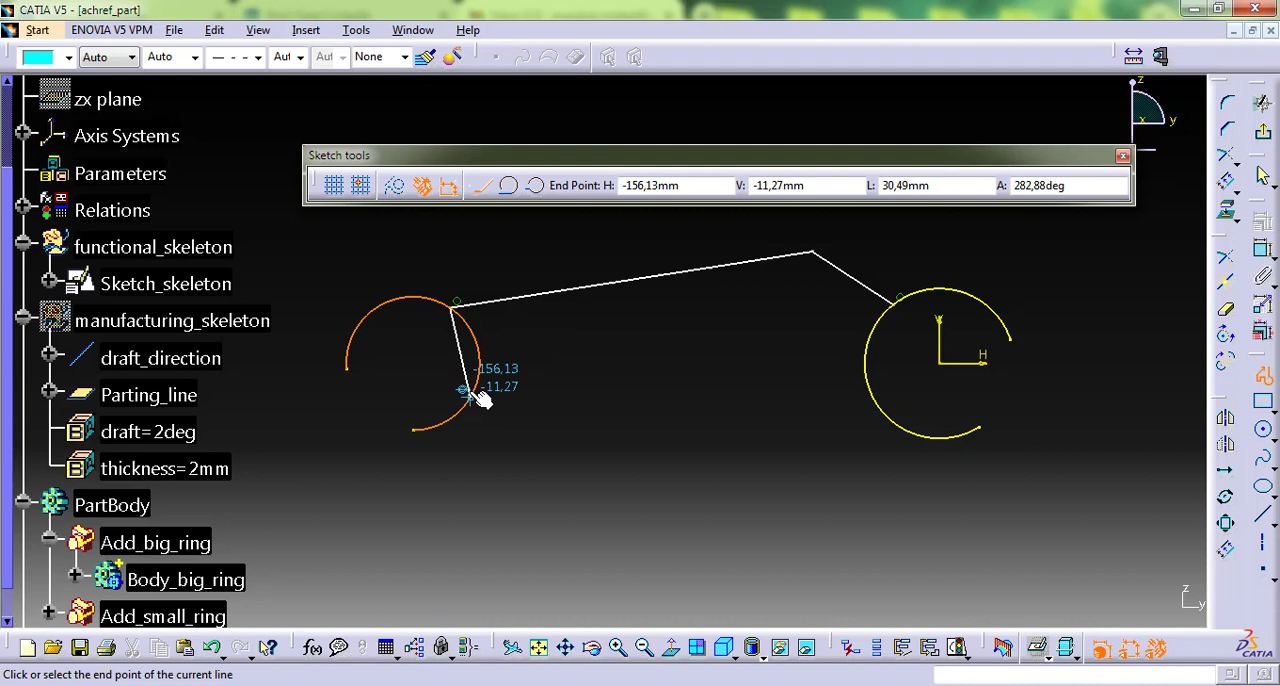 CATIA V5 - [achref_part]
Start ENOVIA V5 VPM File Edit View Insert Tools Window Help
Auto Auto Aut Aut None
zx plane
Axis Systems
Parameters
Relations
functional_skeleton
Sketch_skeleton
manufacturing_skeleton
draft_direction
Parting_line
draft=2deg
thickness=2mm
PartBody
Add_big_ring
Body_big_ring
Add_small_ring
Sketch tools
End Point: H: -156,13mm V: -11,27mm L: 30,49mm A: 282,88deg
-156,13
-11,27
V
H
z
x y
z
y
f(x)
CATIA
Click or select the end point of the current line